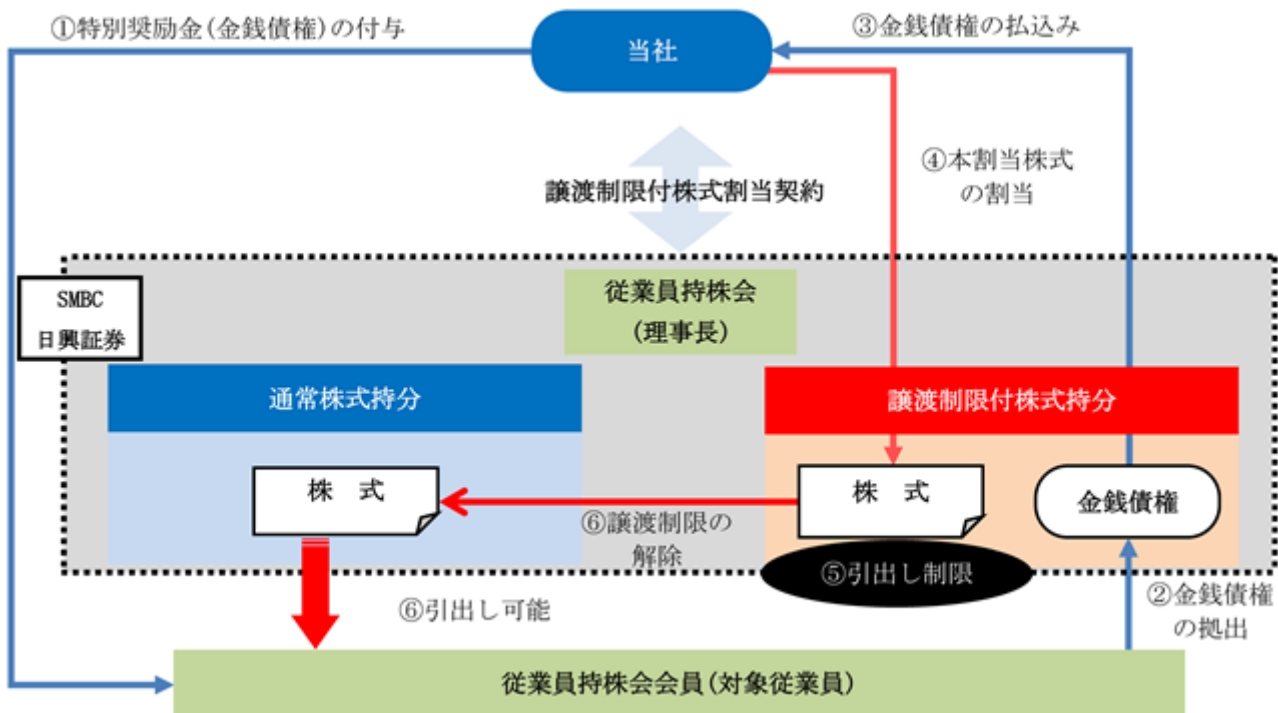 ①特別奨励金(金銭債権)の付与
当社
③金銭債権の払込み
④本割当株式
の割当
譲渡制限付株式割当契約
SMBC
日興証券
従業員持株会
(理事長)
通常株式持分
譲渡制限付株式持分
株 式
株 式
金銭債権
⑥譲渡制限の
解除
⑤引出し制限
⑥引出し可能
②金銭債権
の拠出
従業員持株会会員(対象従業員)